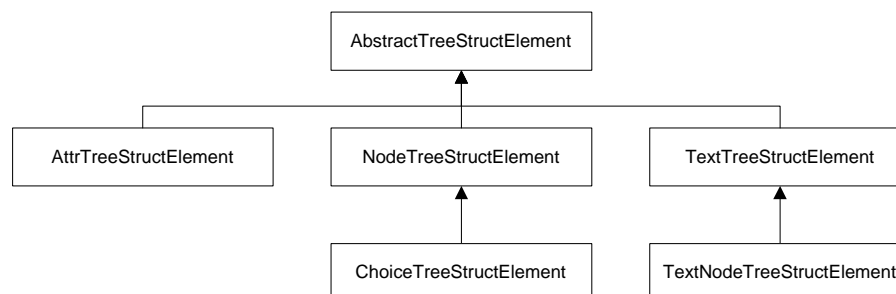 AbstractTreeStructElement
AttrTreeStructElement
NodeTreeStructElement
TextTreeStructElement
ChoiceTreeStructElement
TextNodeTreeStructElement